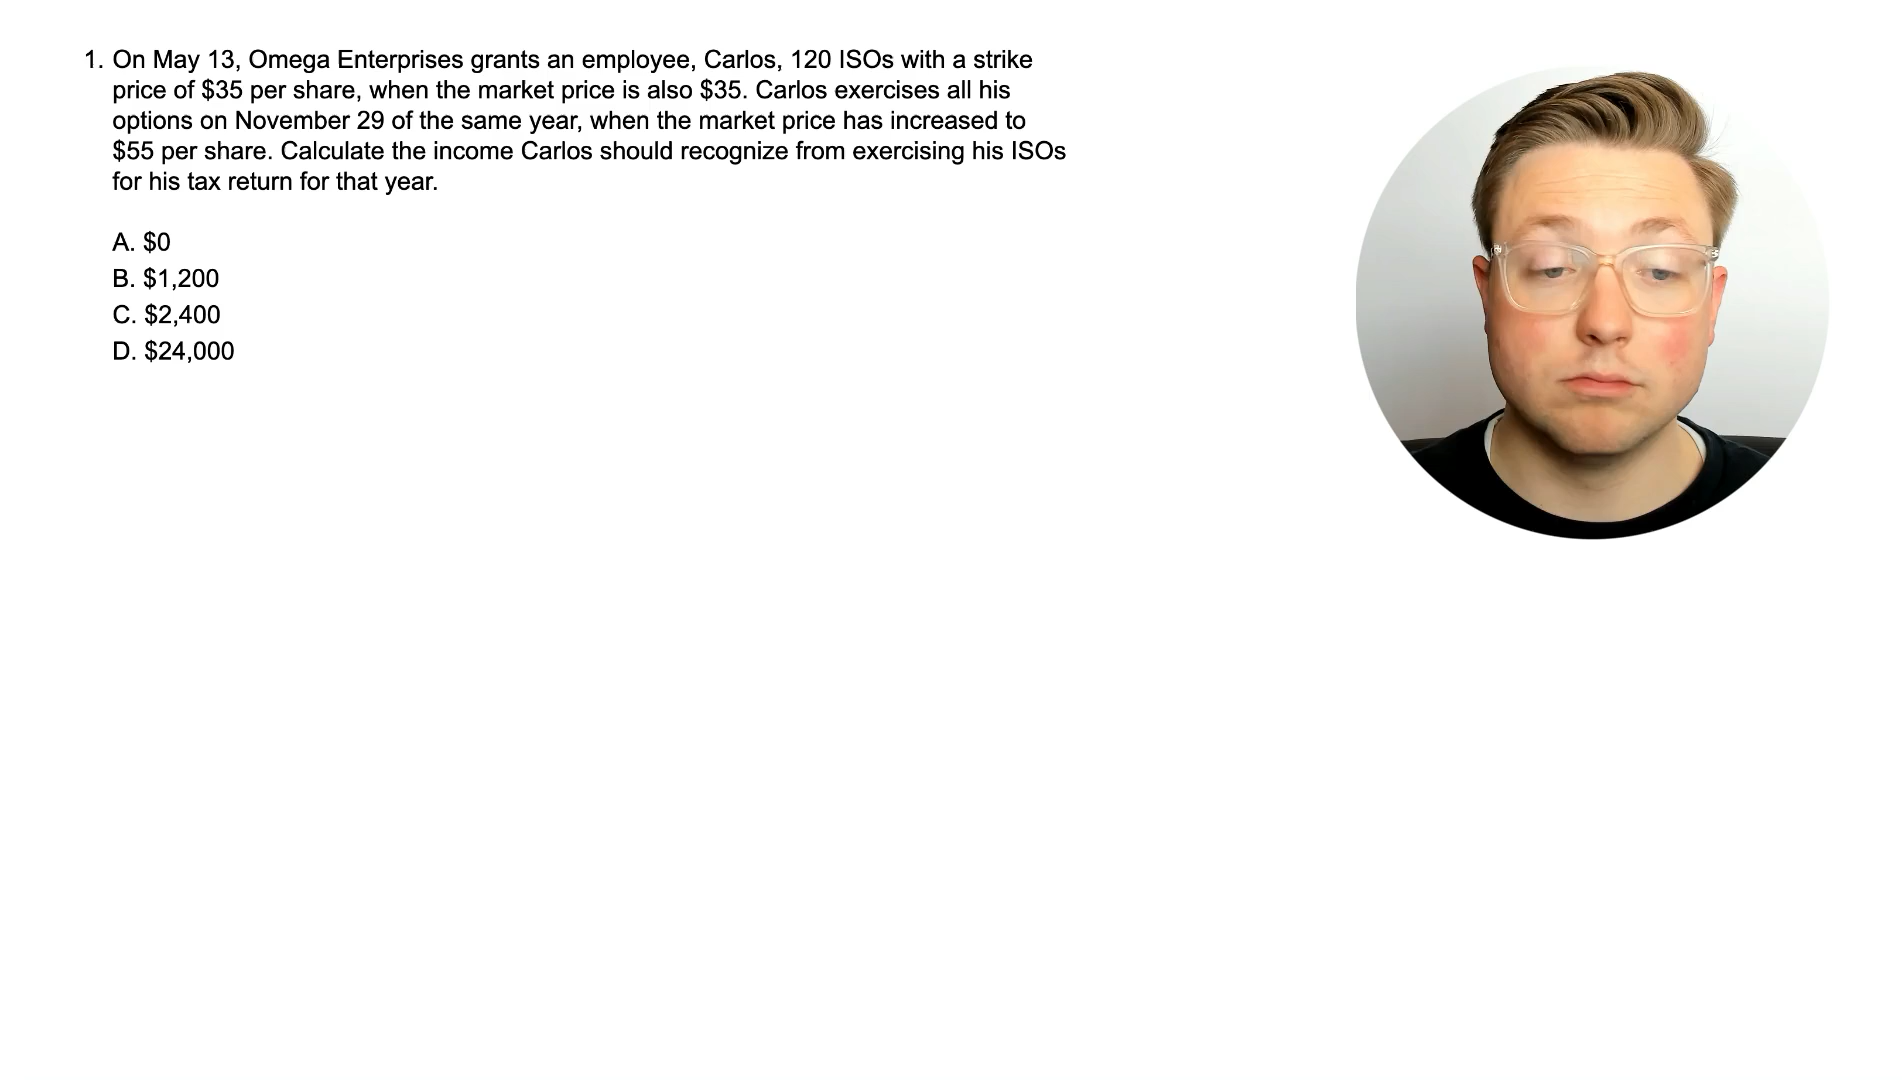 1. On May 13, Omega Enterprises grants an employee, Carlos, 120 ISOs with a strike
price of $35 per share, when the market price is also $35. Carlos exercises all his
options on November 29 of the same year, when the market price has increased to
$55 per share. Calculate the income Carlos should recognize from exercising his ISOs
for his tax return for that year.
A. $0
B. $1,200
C. $2,400
D. $24,000